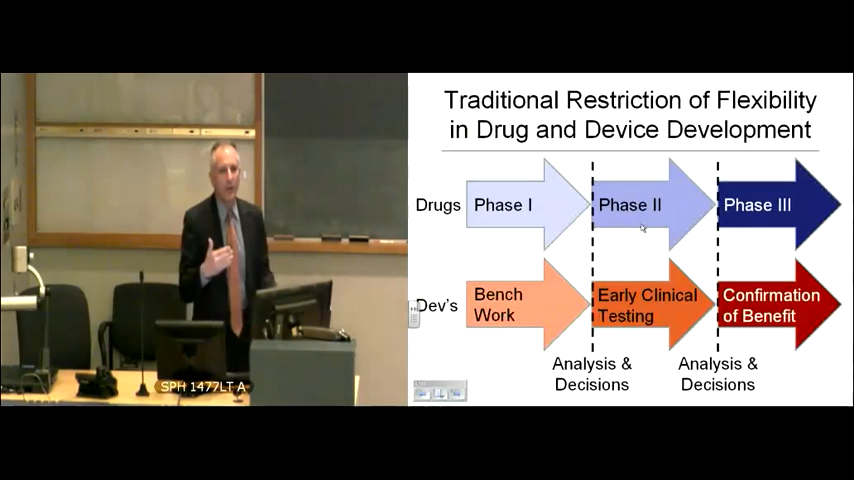 Traditional Restriction of Flexibility
in Drug and Device Development
Drugs
Phase I
Phase II
Phase III
Dev's
Bench
Work
Early Clinical
Testing
Confirmation
of Benefit
Analysis &
Decisions
Analysis &
Decisions
SPH 1477LT A